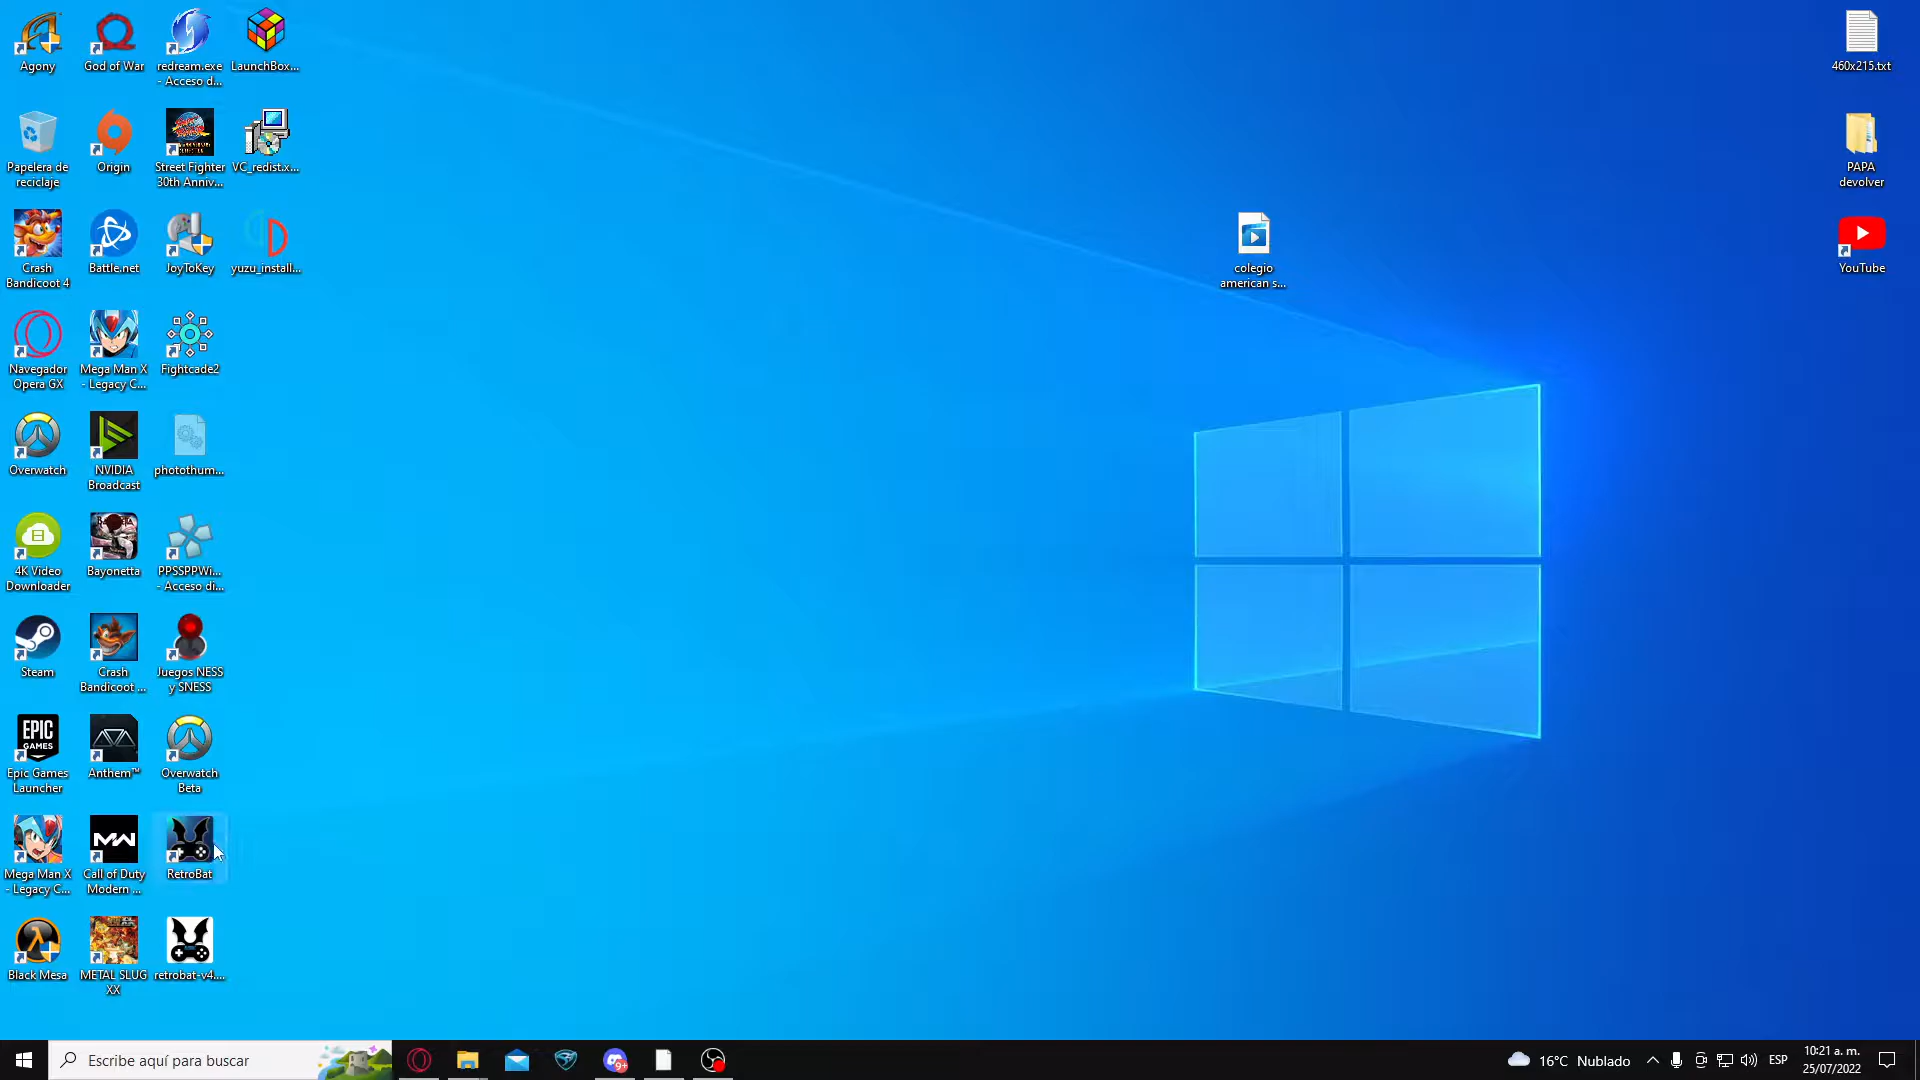 Agony
God of War
redream.exe
- Acceso d...
LaunchBox...
Papelera de
reciclaje
Origin
Street Fighter
30th Anniv...
VC_redist.x...
Crash
Bandicoot 4
Battle.net
JoyToKey
yuzu_install...
Navegador
Opera GX
Mega Man X
- Legacy C...
Fightcade2
Overwatch
NVIDIA
Broadcast
photothum...
4K Video
Downloader
Bayonetta
PPSSPPWi...
- Acceso di...
Steam
Crash
Bandicoot ...
Juegos NESS
y SNESS
EPIC
GAMES
Epic Games
Launcher
Anthem™
Overwatch
Beta
Mega Man X
- Legacy C...
MW
Call of Duty
Modern ...
RetroBat
Black Mesa
METAL SLUG
XX
retrobat-v4....
colegio
american s...
460x215.txt
PAPA
devolver
YouTube
Escribe aquí para buscar
9+
16°C Nublado
ESP
10:21 a. m.
25/07/2022